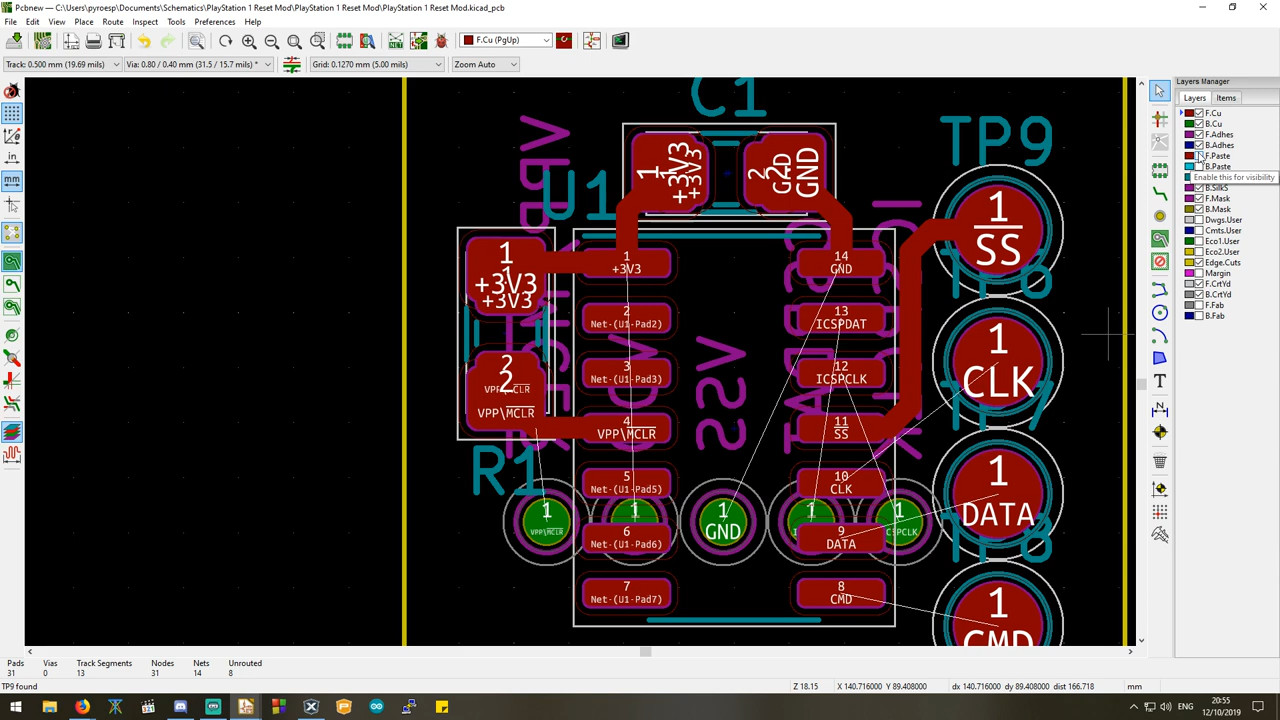 Pcbnew — C:\Users\pyroesp\Documents\Schematics\PlayStation 1 Reset Mod\PlayStation 1 Reset Mod\PlayStation 1 Reset Mod.kicad_pcb
File Edit View Place Route Inspect Tools Preferences Help
F.Cu (PgUp)
Track: 0.500 mm (19.69 mils) Via: 0.80 / 0.40 mm (31.5 / 15.7 mils) * Grid: 0.1270 mm (5.00 mils) Zoom Auto
Layers Manager
Layers Items
F.Cu
B.Cu
F.Adhes
B.Adhes
F.Paste
B.Paste
Enable this for visibility
B.SilkS
F.Mask
B.Mask
Dwgs.User
Cmts.User
Eco1.User
Eco2.User
Edge.Cuts
Margin
F.CrtYd
B.CrtYd
F.Fab
B.Fab
in
mm
C1
1
+3V3
+3V3
2
GND
GND
U1
TP9
1
SS
1
+3V3
+3V3
2
2
VPP\MCLR
VPP\MCLR
R1
1
+3V3
2
Net-(U1-Pad2)
3
Net-(U1-Pad3)
4
VPP\MCLR
5
Net-(U1-Pad5)
6
Net-(U1-Pad6)
7
Net-(U1-Pad7)
14
GND
13
ICSPDAT
12
ICSPCLK
11
SS
10
CLK
9
DATA
8
CMD
VSS
1
VPP\MCLR
1
1
GND
1
1
1
CLK
1
DATA
1
CMD
Pads Vias Track Segments Nodes Nets Unrouted
31 0 13 31 14 8
TP9 found Z 18.15 X 140.716000 Y 89.408000 dx 140.716000 dy 89.408000 dist 166.718 mm
ENG
20:55
12/10/2019